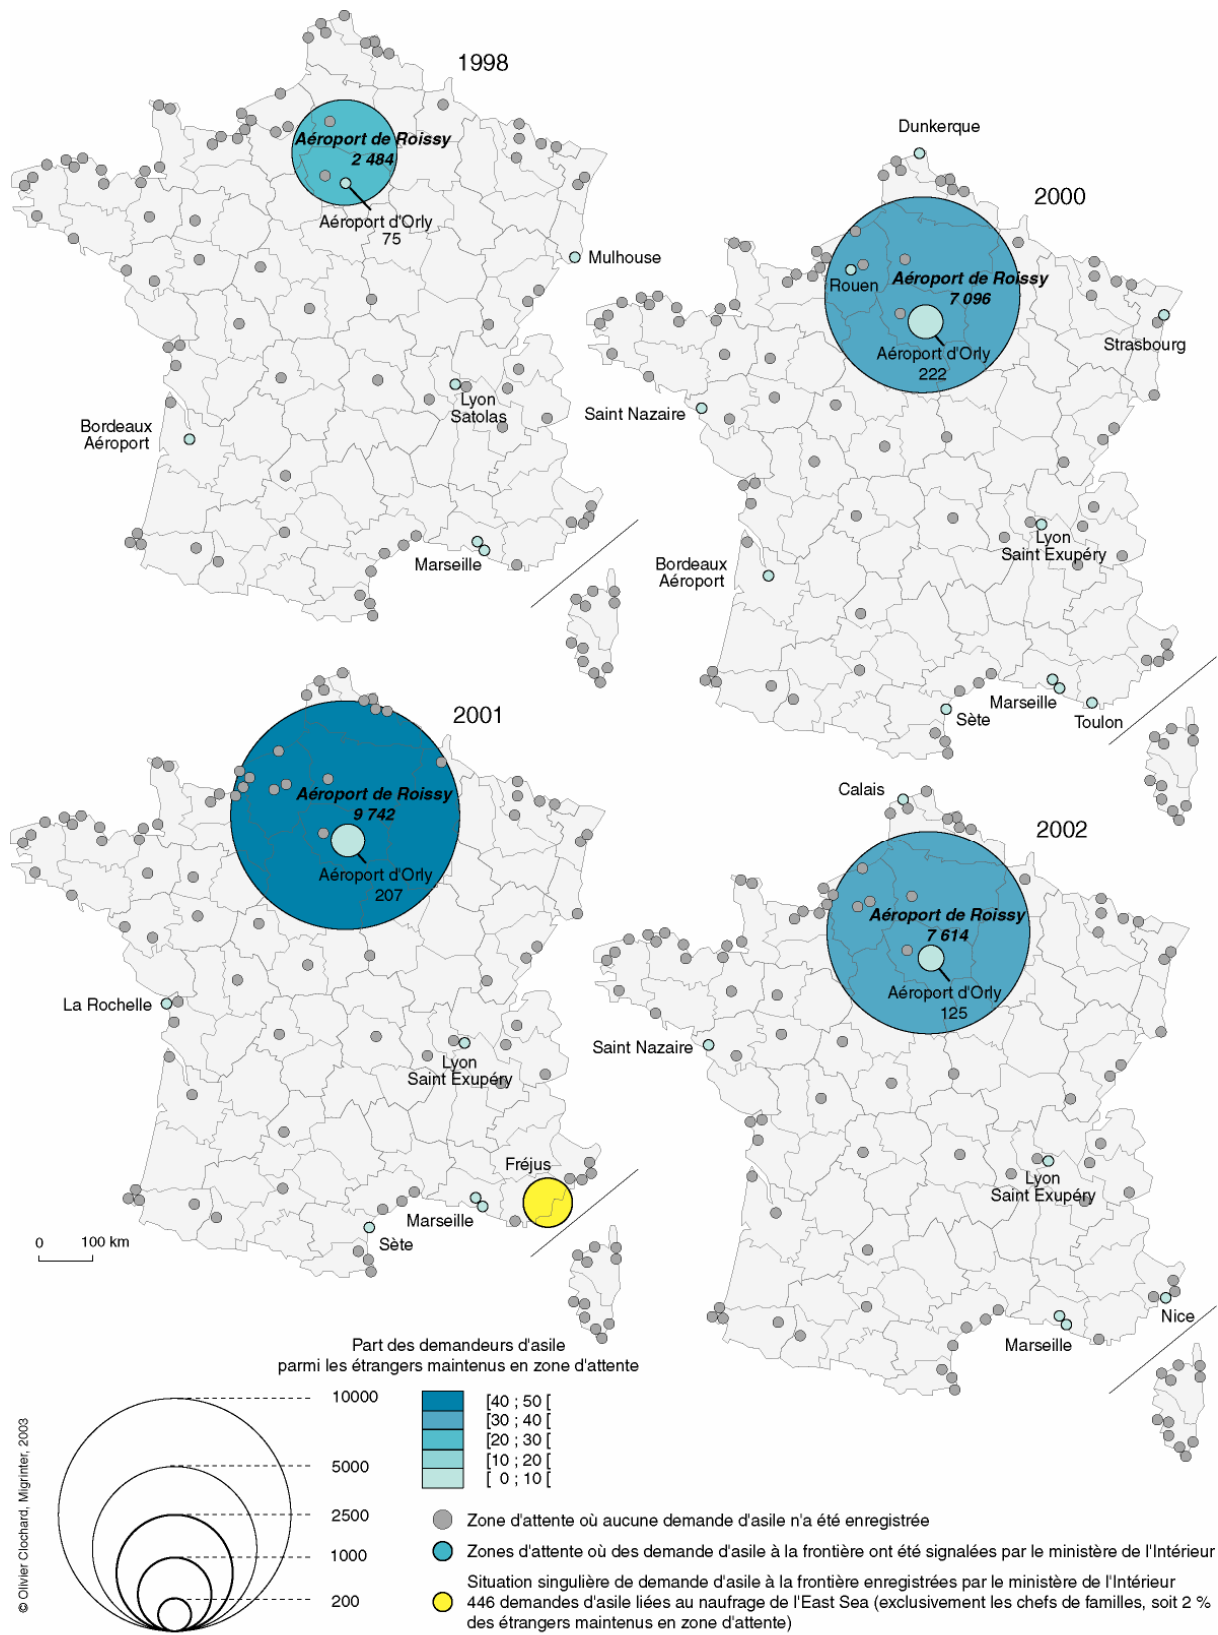 1998
Aéroport de Roissy
2 484
Aéroport d'Orly
75
Mulhouse
Lyon
Satolas
Bordeaux
Aéroport
Marseille
2000
Dunkerque
Rouen
Aéroport de Roissy
7 096
Aéroport d'Orly
222
Strasbourg
Saint Nazaire
Lyon
Saint Exupéry
Bordeaux
Aéroport
Marseille
Sète
Toulon
2001
Aéroport de Roissy
9 742
Aéroport d'Orly
207
La Rochelle
Lyon
Saint Exupéry
Fréjus
Marseille
Sète
0 100 km
2002
Calais
Aéroport de Roissy
7 614
Aéroport d'Orly
125
Saint Nazaire
Lyon
Saint Exupéry
Nice
Marseille
Part des demandeurs d'asile
parmi les étrangers maintenus en zone d'attente
10000
5000
2500
1000
200
[40 ; 50 [
[30 ; 40 [
[20 ; 30 [
[10 ; 20 [
[ 0 ; 10 [
Zone d'attente où aucune demande d'asile n'a été enregistrée
Zones d'attente où des demande d'asile à la frontière ont été signalées par le ministère de l'Intérieur
Situation singulière de demande d'asile à la frontière enregistrées par le ministère de l'Intérieur
446 demandes d'asile liées au naufrage de l'East Sea (exclusivement les chefs de familles, soit 2 %
des étrangers maintenus en zone d'attente)
© Olivier Clochard, Migrinter, 2003